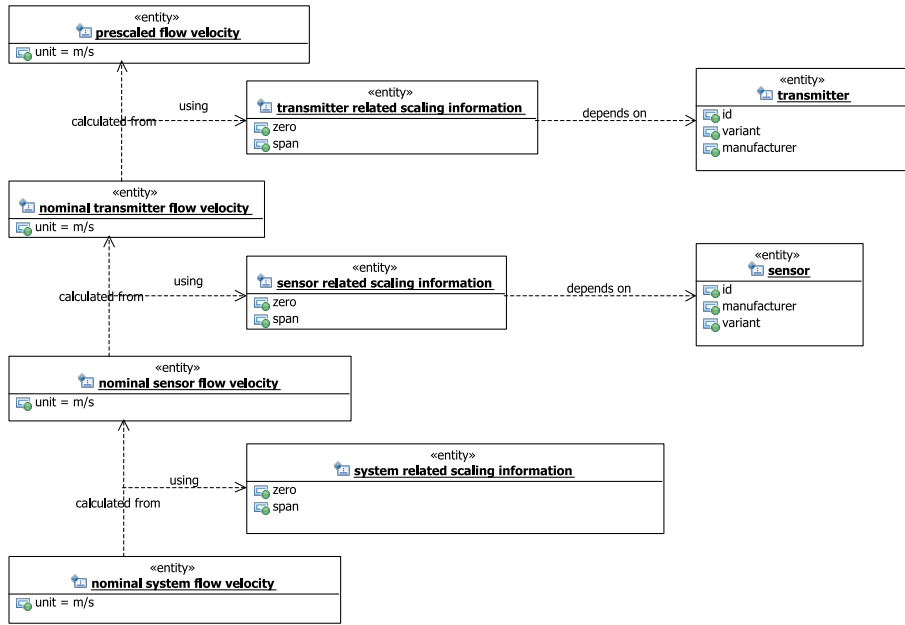 «entity»
prescaled flow velocity
unit = m/s
«entity»
transmitter related scaling information
zero
span
«entity»
transmitter
id
variant
manufacturer
using
calculated from
depends on
«entity»
nominal transmitter flow velocity
unit = m/s
«entity»
sensor related scaling information
zero
span
«entity»
sensor
id
manufacturer
variant
using
calculated from
depends on
«entity»
nominal sensor flow velocity
unit = m/s
«entity»
system related scaling information
zero
span
using
calculated from
«entity»
nominal system flow velocity
unit = m/s